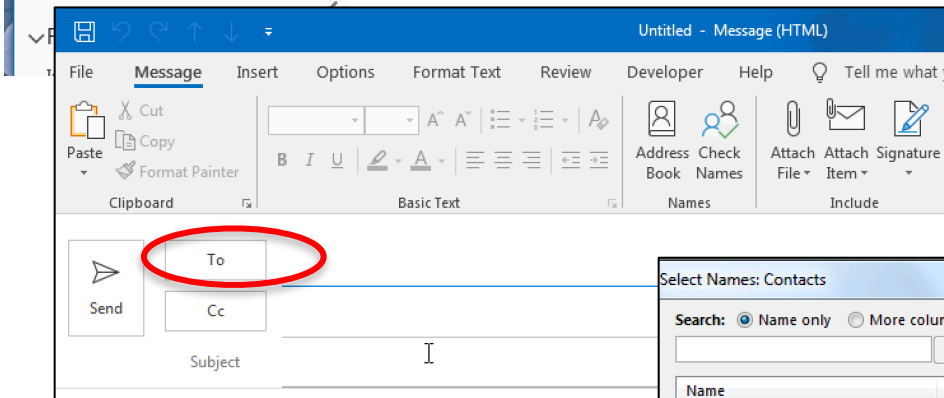 Untitled - Message (HTML)
File Message Insert Options Format Text Review Developer Help Tell me what
Cut
Copy
Format Painter
Paste
B I U A
Address Book
Check Names
Attach File
Attach Item
Signature
Clipboard Basic Text Names Include
To
Send
Cc
Subject
Select Names: Contacts
Search: Name only More
Name